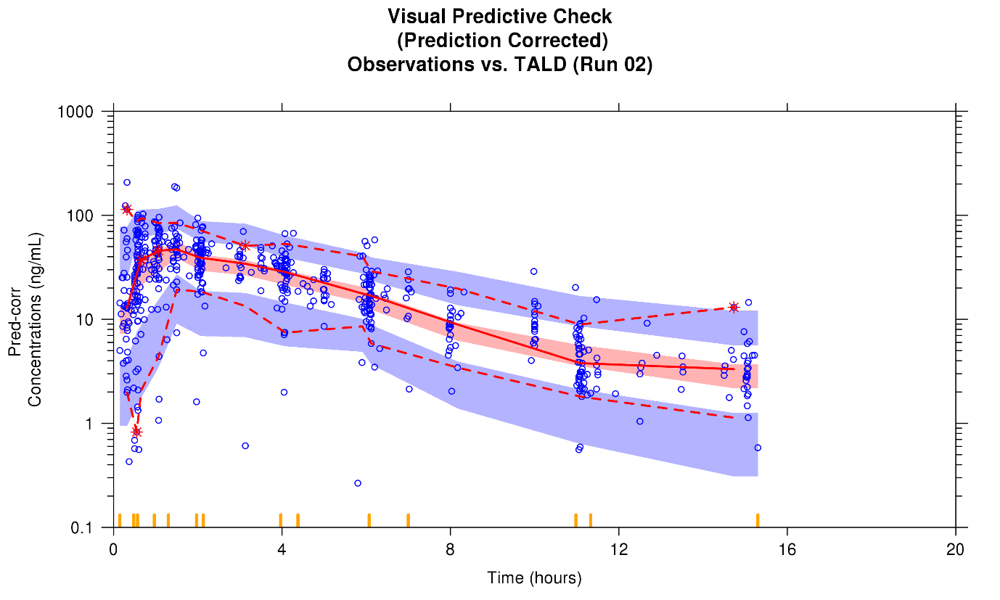 Visual Predictive Check
(Prediction Corrected)
Observations vs. TALD (Run 02)
1000
100
10
1
0.1
Pred-corr
Concentrations (ng/mL)
0 4 8 12 16 20
Time (hours)